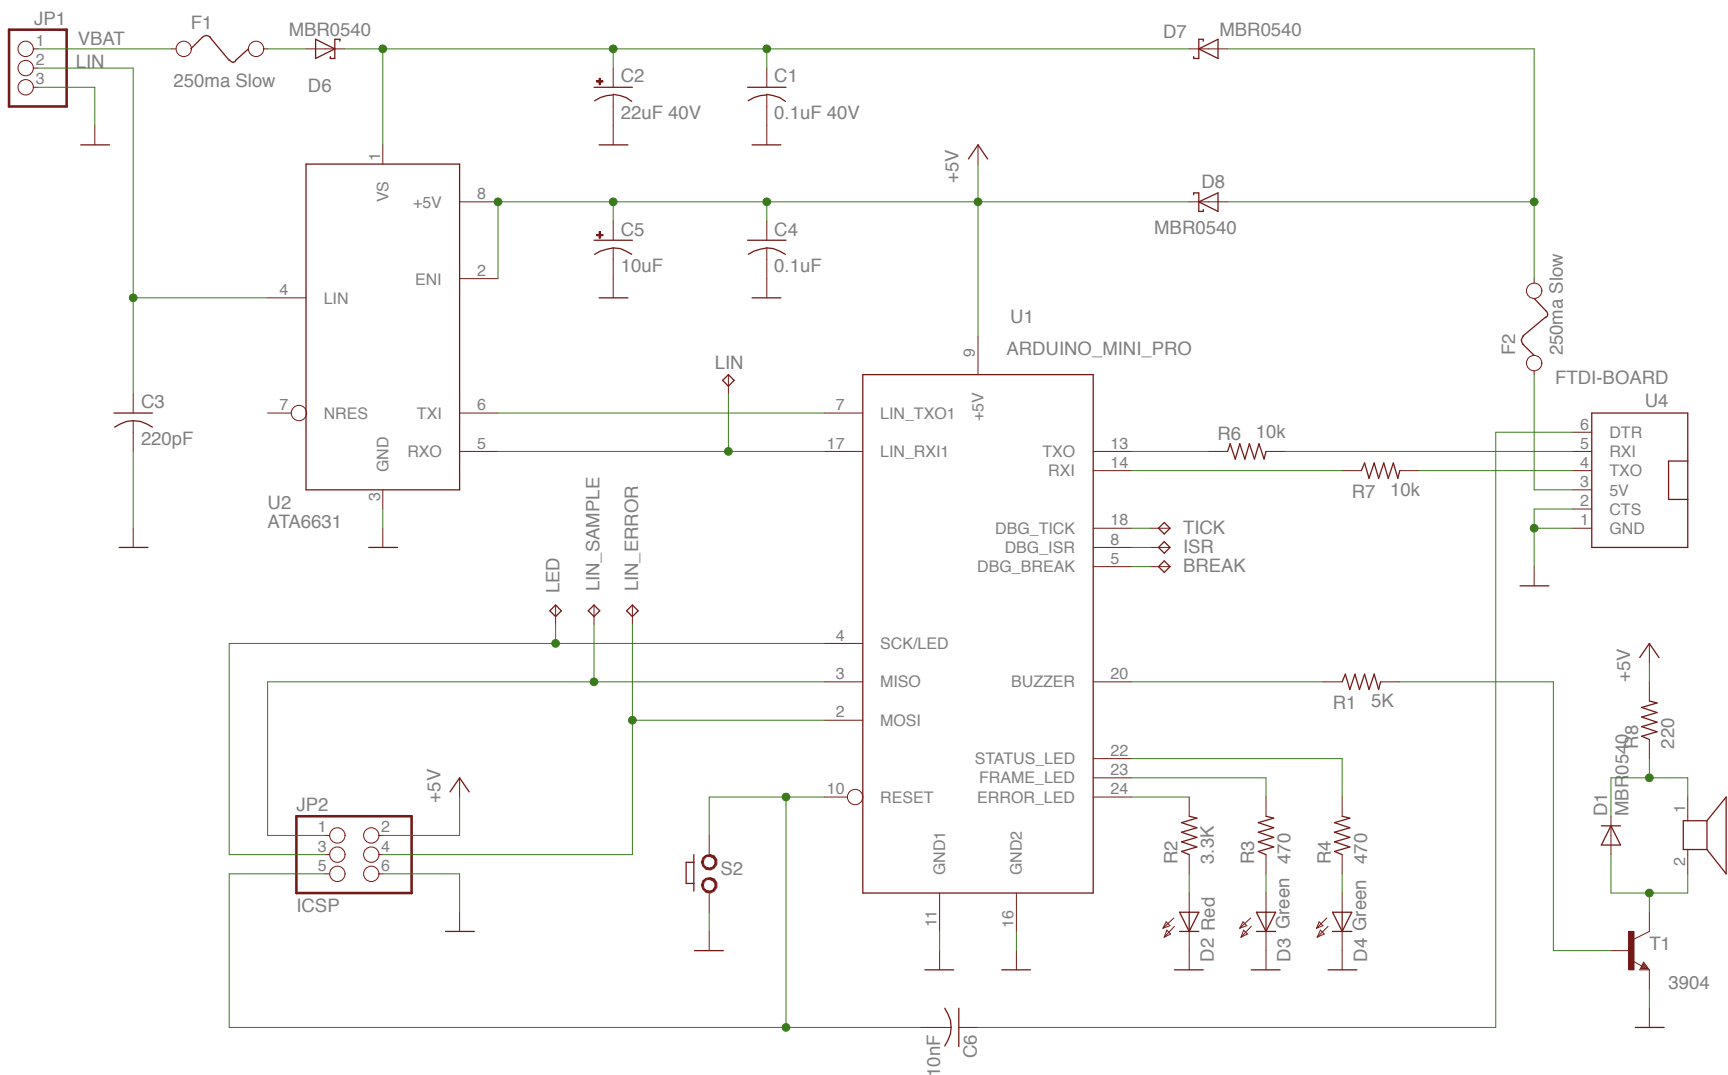 JP1
1
2
3
VBAT
LIN
F1
250ma Slow
MBR0540
D6
C2
22uF 40V
C1
0.1uF 40V
D7 MBR0540
1
VS
+5V
8
ENI
2
4
LIN
7
NRES
TXI
6
RXO
5
GND
3
U2
ATA6631
C3
220pF
C5
10uF
C4
0.1uF
+5V
D8
MBR0540
F2
250ma Slow
LIN
U1
ARDUINO_MINI_PRO
9
+5V
7
LIN_TXO1
17
LIN_RXI1
TXO
13
RXI
14
R6 10k
R7 10k
FTDI-BOARD
U4
6 DTR
5 RXI
4 TXO
3 5V
2 CTS
1 GND
DBG_TICK
18
TICK
DBG_ISR
8
ISR
DBG_BREAK
5
BREAK
LED
LIN_SAMPLE
LIN_ERROR
4
SCK/LED
3
MISO
2
MOSI
10
RESET
BUZZER
20
R1 5K
STATUS_LED
22
FRAME_LED
23
ERROR_LED
24
GND1
GND2
11
16
R2
3.3K
R3
470
R4
470
D2 Red
D3 Green
D4 Green
+5V
R8
220
D1
MBR0540
1
2
T1
3904
JP2
+5V
1
2
3
4
5
6
ICSP
S2
10nF
C6